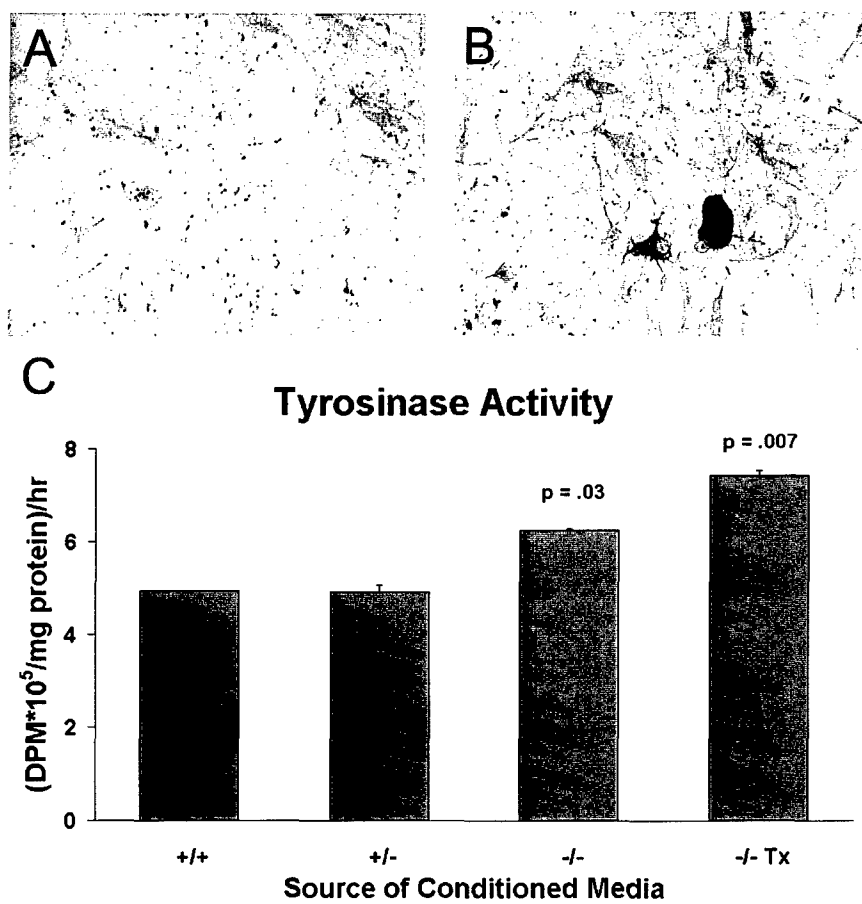 A
B
C
Tyrosinase Activity
(DPM*10⁵/mg protein)/hr
8
6
4
2
0
p = .03
p = .007
+/+
+/-
-/-
-/- Tx
Source of Conditioned Media